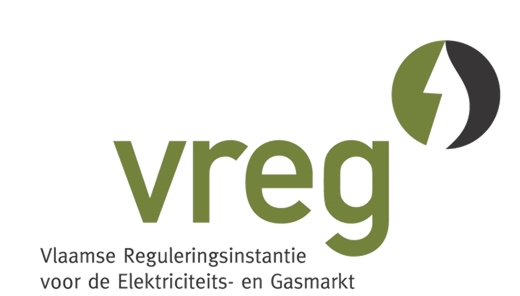 vreg
Vlaamse Reguleringsinstantie
voor de Elektriciteits- en Gasmarkt